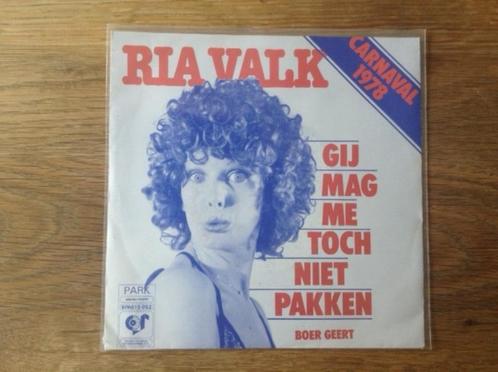 RIA VALK
CARNAVAL
1978
GIJ
MAG
ME
TOCH
NIET
PAKKEN
BOER GEERT
PARK